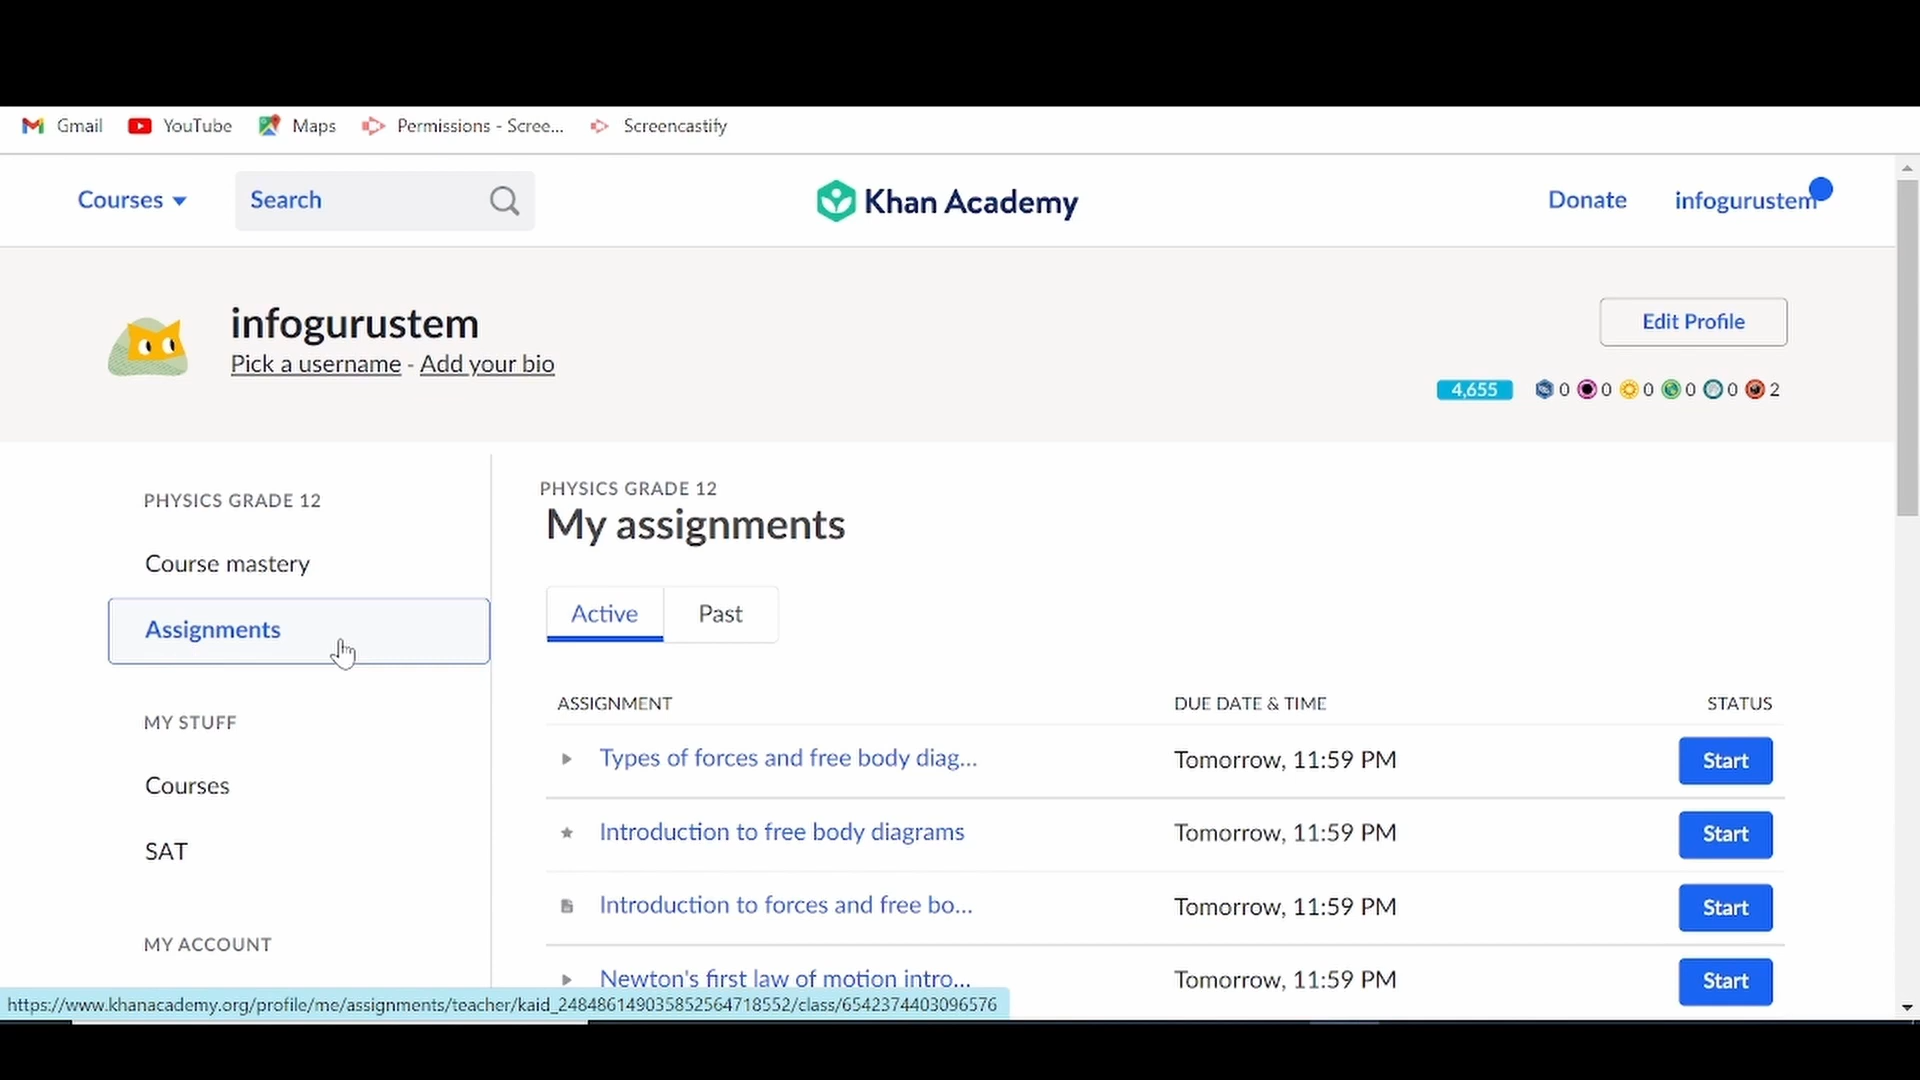 Gmail YouTube Maps Permissions - Scree... Screencastify
Courses Search Khan Academy Donate infogurustem
infogurustem
Pick a username - Add your bio
Edit Profile
4,655 0 0 0 0 0 2
PHYSICS GRADE 12
Course mastery
Assignments
MY STUFF
Courses
SAT
MY ACCOUNT
PHYSICS GRADE 12
My assignments
Active Past
ASSIGNMENT DUE DATE & TIME STATUS
Types of forces and free body diag... Tomorrow, 11:59 PM Start
Introduction to free body diagrams Tomorrow, 11:59 PM Start
Introduction to forces and free bo... Tomorrow, 11:59 PM Start
Newton's first law of motion intro... Tomorrow, 11:59 PM Start
https://www.khanacademy.org/profile/me/assignments/teacher/kaid_248486149035852564718552/class/6542374403096576